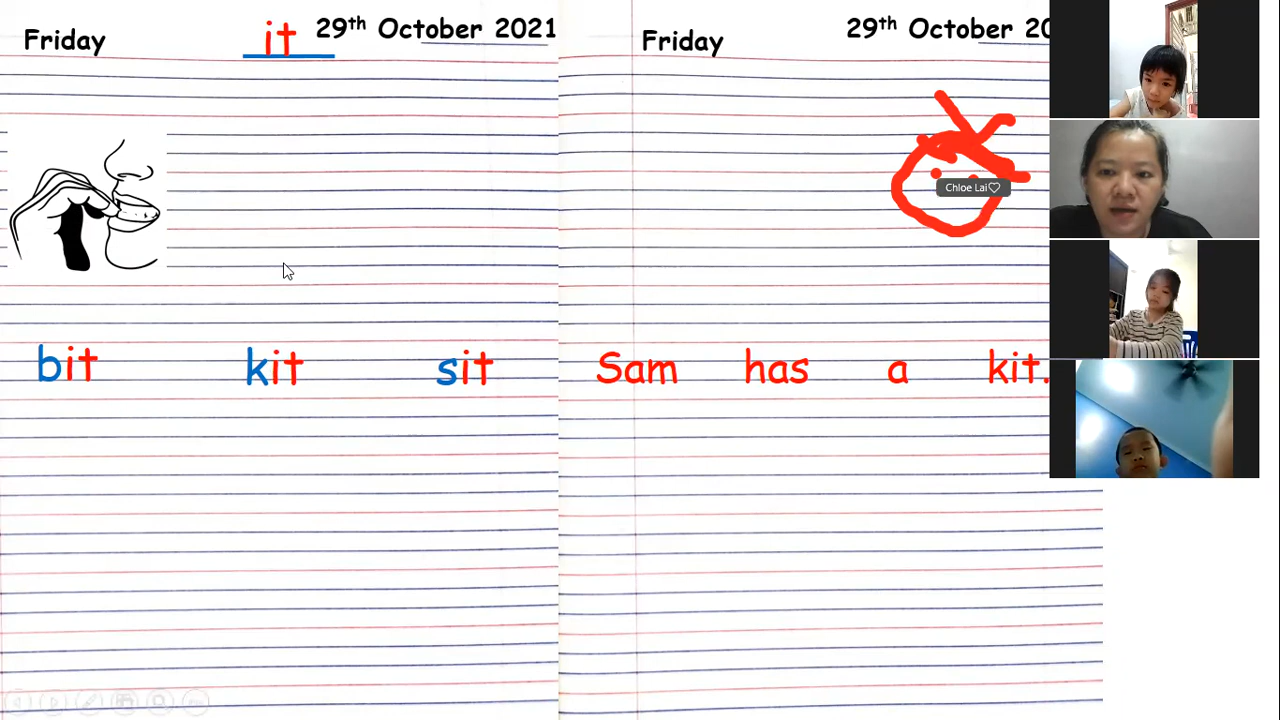 Friday
it
29th October 2021
bit kit sit
Friday
29th October 20
Chloe Lai♡
Sam has a kit.